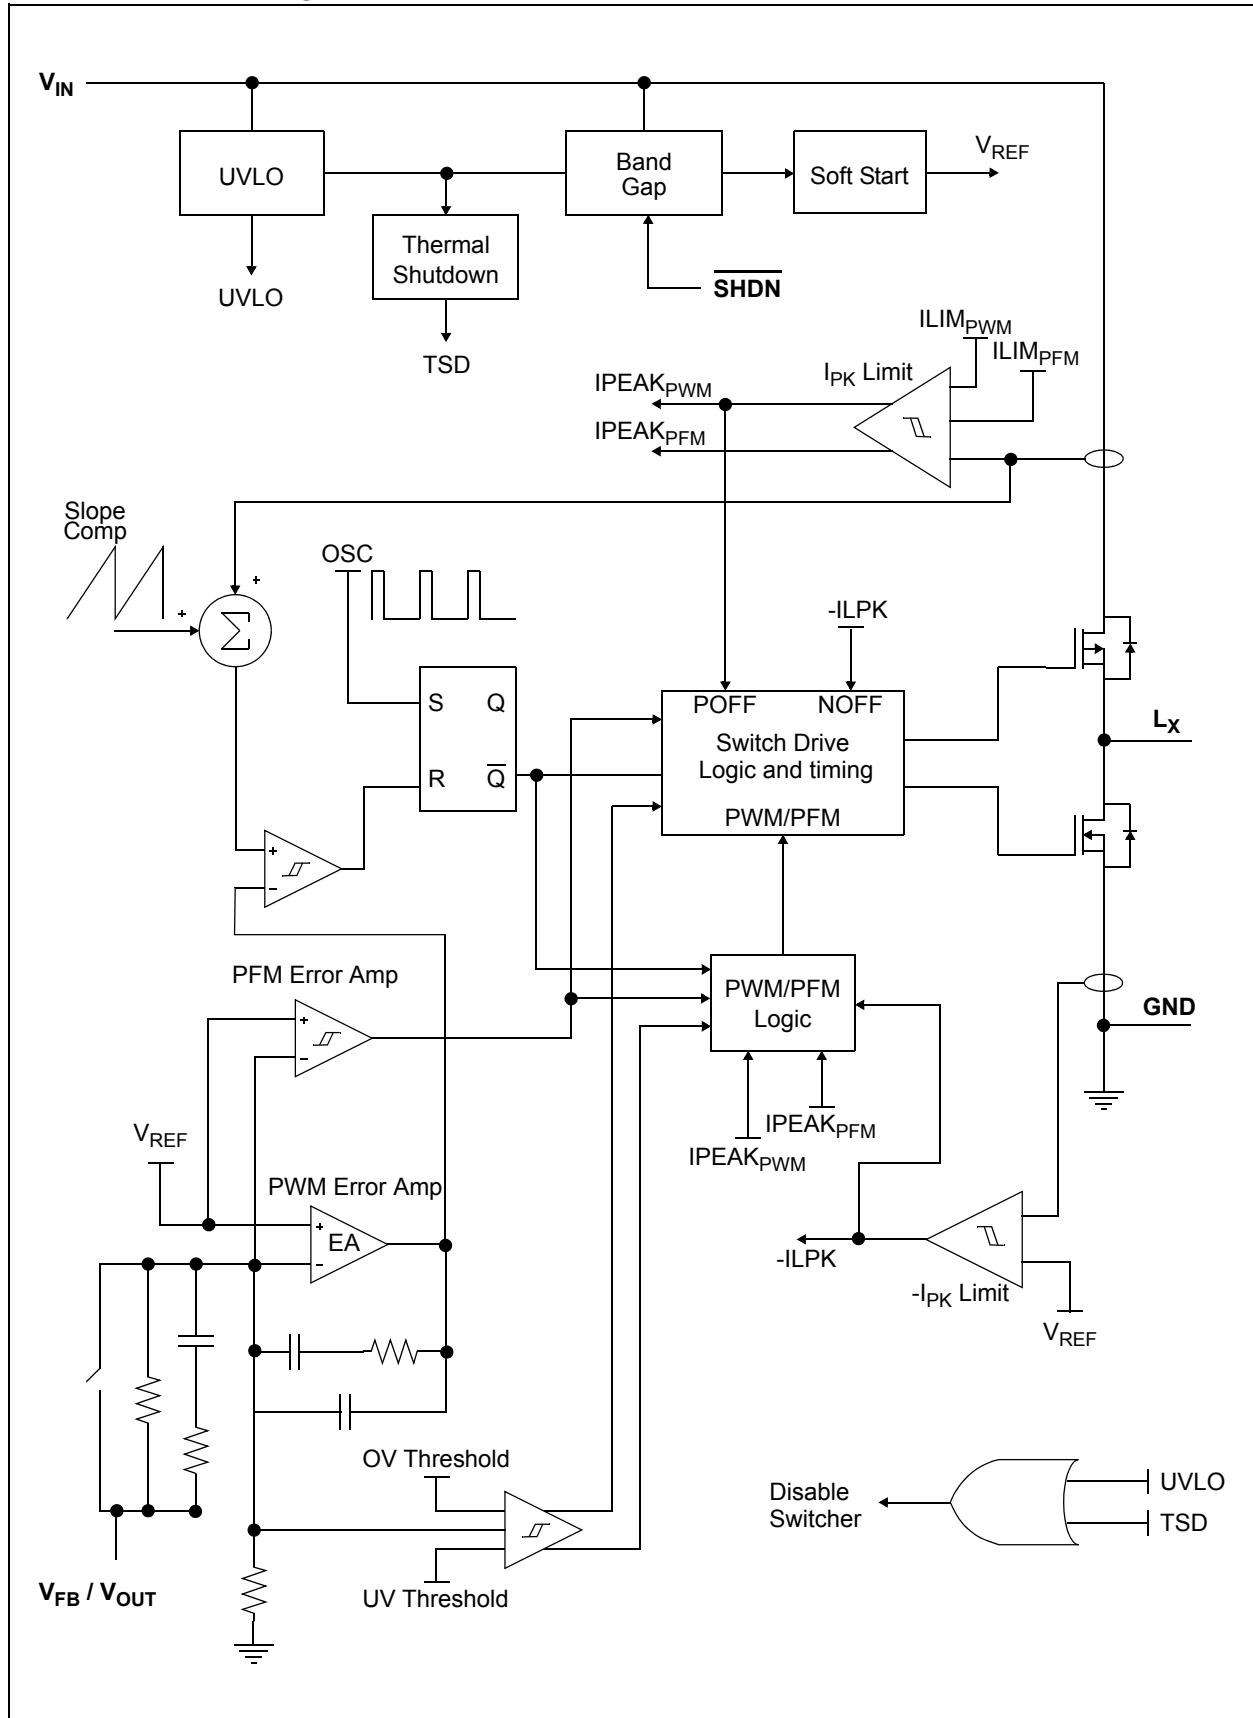 V_IN
UVLO
Band
Gap
Soft Start
V_REF
Thermal
Shutdown
UVLO
SHDN
TSD
ILIM_PWM
ILIM_PFM
I_PK Limit
IPEAK_PWM
IPEAK_PFM
Slope
Comp
+
+
Σ
OSC
-ILPK
S Q
R Q̅
POFF NOFF
Switch Drive
Logic and timing
PWM/PFM
L_X
+
-
PFM Error Amp
+
-
PWM/PFM
Logic
GND
IPEAK_PFM
IPEAK_PWM
V_REF
PWM Error Amp
+
EA
-
-ILPK
-I_PK Limit
V_REF
OV Threshold
UV Threshold
V_FB / V_OUT
Disable
Switcher
UVLO
TSD